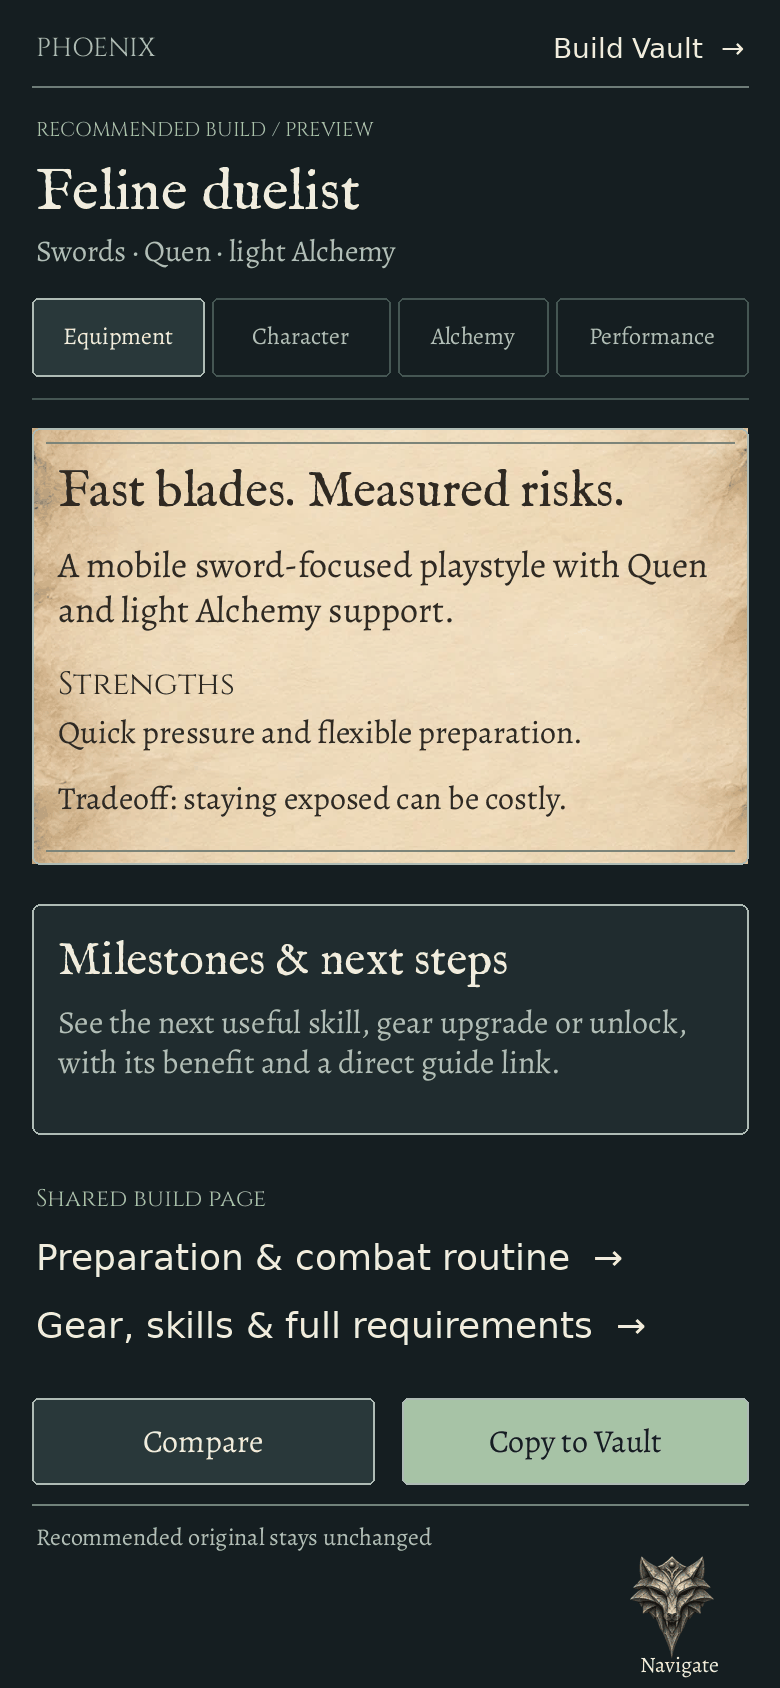 PHOENIX
Build Vault →
RECOMMENDED BUILD / PREVIEW
Feline duelist
Swords · Quen · light Alchemy
Equipment
Character
Alchemy
Performance
Fast blades. Measured risks.
A mobile sword-focused playstyle with Quen
and light Alchemy support.
STRENGTHS
Quick pressure and flexible preparation.
Tradeoff: staying exposed can be costly.
Milestones & next steps
See the next useful skill, gear upgrade or unlock,
with its benefit and a direct guide link.
SHARED BUILD PAGE
Preparation & combat routine →
Gear, skills & full requirements →
Compare
Copy to Vault
Recommended original stays unchanged
Navigate